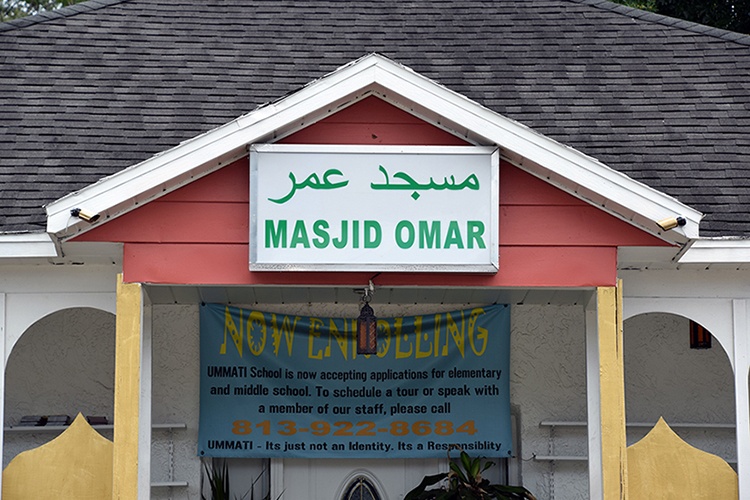 مسجد عمر
MASJID OMAR
NOW ENROLLING
UMMATI School is now accepting applications for elementary
and middle school. To schedule a tour or speak with
a member of our staff, please call
813-922-8684
UMMATI - Its just not an Identity. Its a Responsiblity